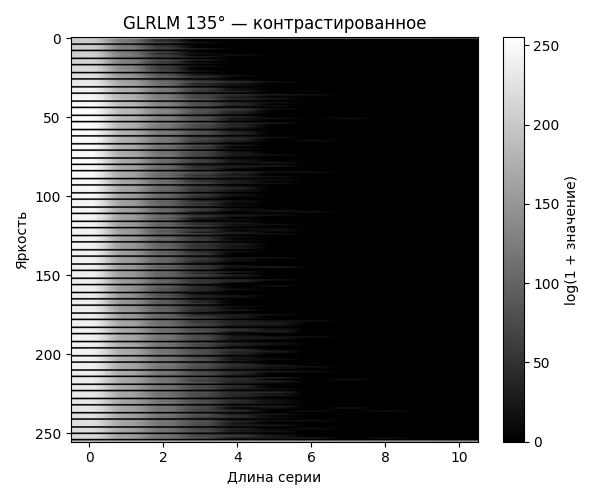 GLRLM 135° — контрастированное
0
50
100
150
200
250
Яркость
0 2 4 6 8 10
Длина серии
250
200
150
100
50
0
log(1 + значение)